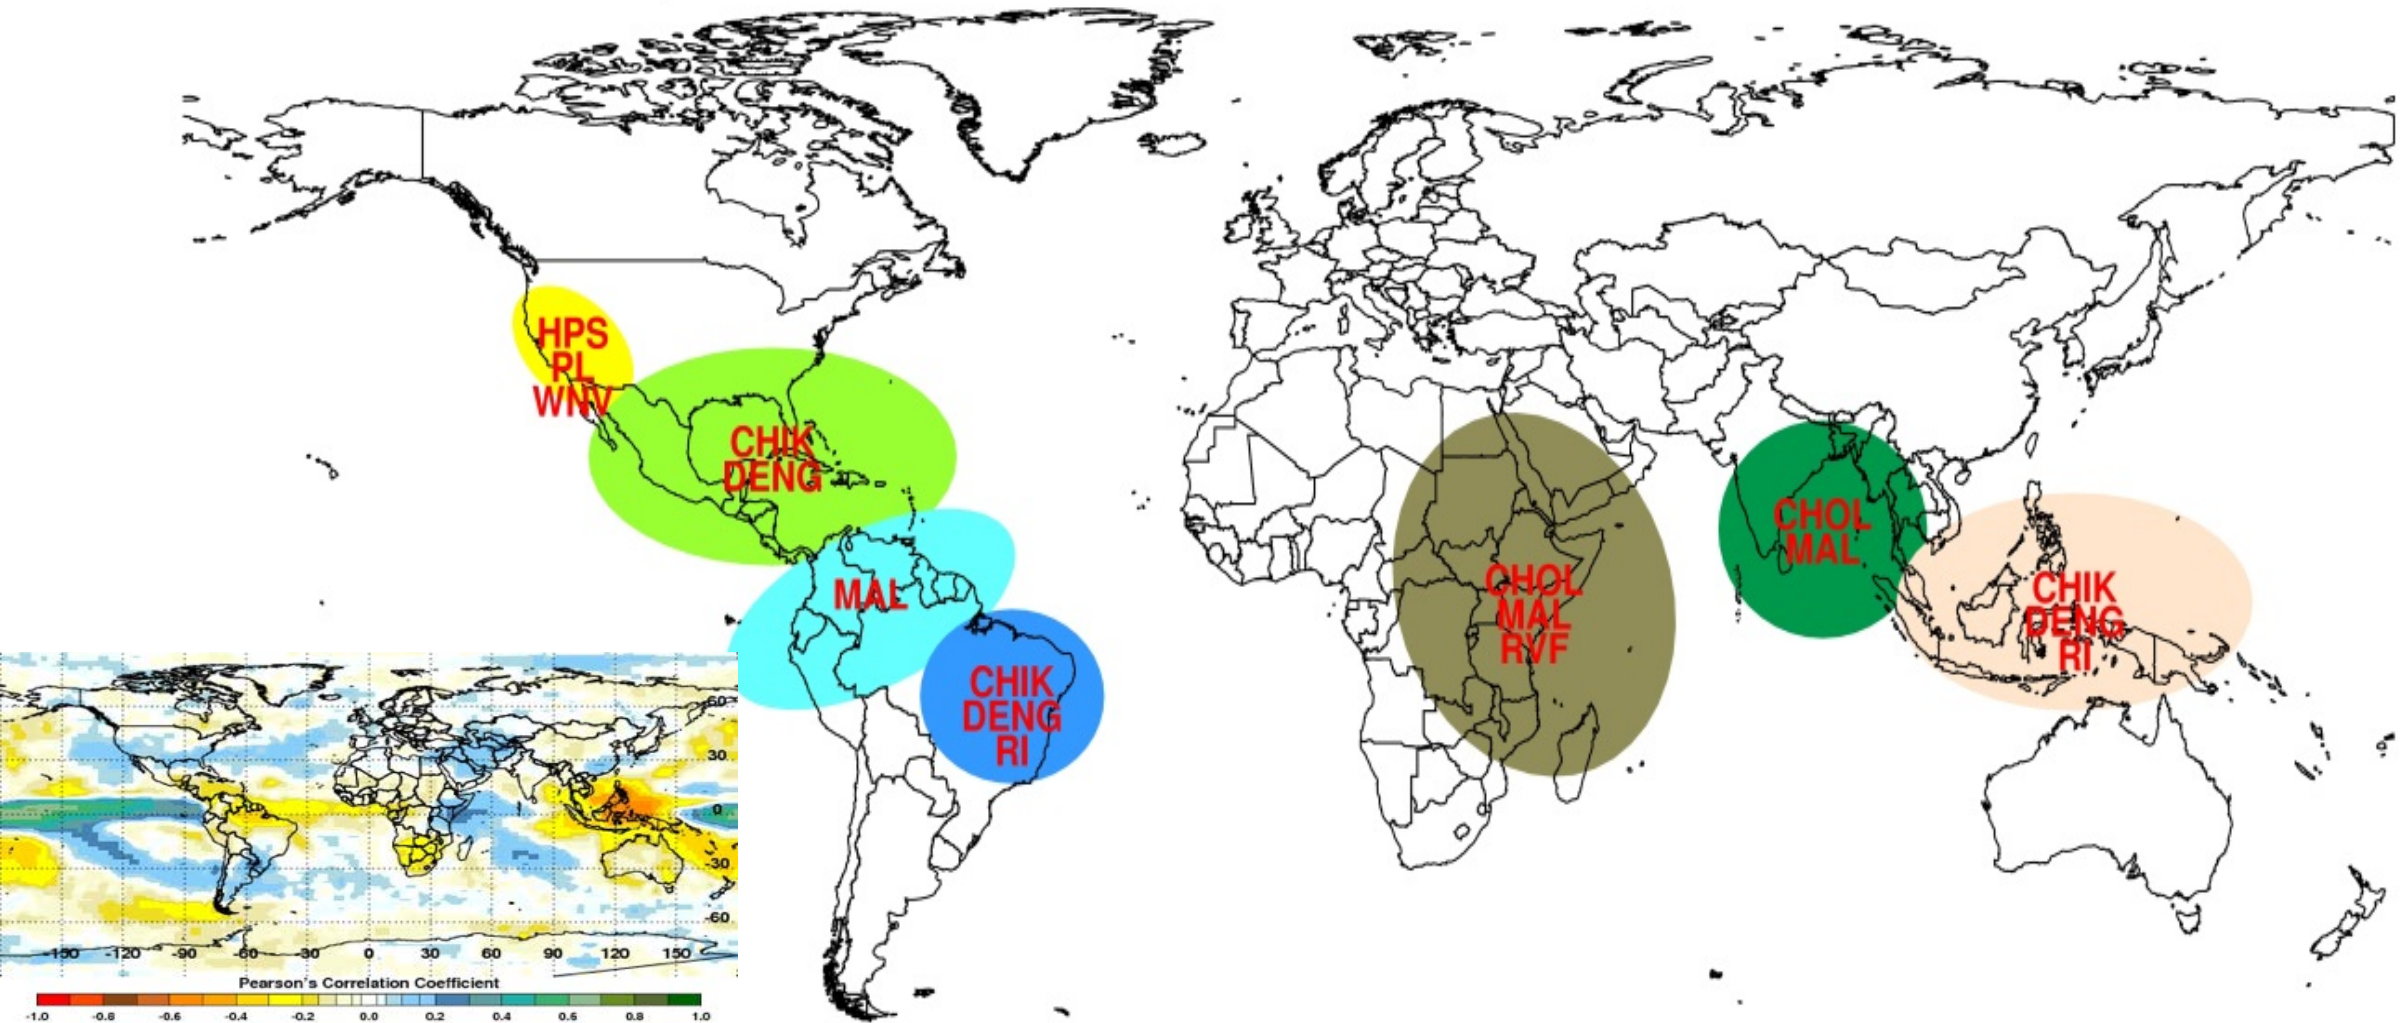 HPS
PL
WNV
CHIK
DENG
MAL
CHIK
DENG
RI
CHOL
MAL
RVF
CHOL
MAL
CHIK
DENG
RI
60
30
0
-30
-60
-150 -120 -90 -60 -30 0 30 60 90 120 150
Pearson's Correlation Coefficient
-1.0 -0.8 -0.6 -0.4 -0.2 0.0 0.2 0.4 0.6 0.8 1.0